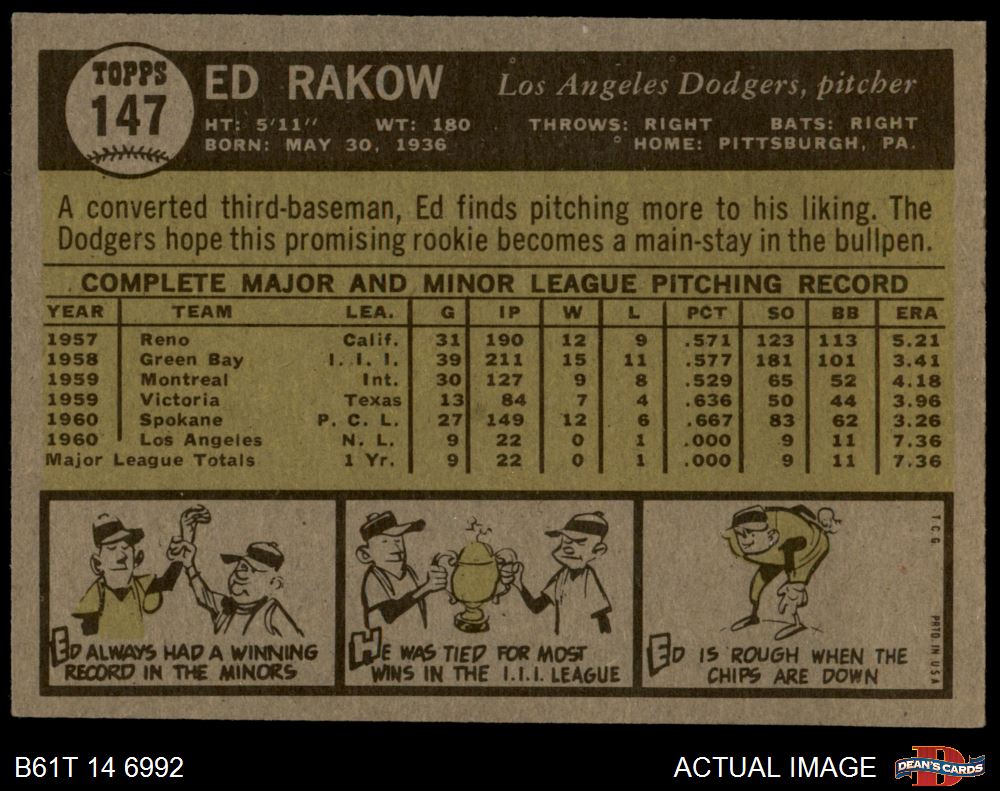 TOPPS
147
ED RAKOW
Los Angeles Dodgers, pitcher
HT: 5'11" WT: 180 THROWS: RIGHT BATS: RIGHT
BORN: MAY 30, 1936 HOME: PITTSBURGH, PA.
A converted third-baseman, Ed finds pitching more to his liking. The
Dodgers hope this promising rookie becomes a main-stay in the bullpen.
COMPLETE MAJOR AND MINOR LEAGUE PITCHING RECORD
YEAR TEAM LEA. G IP W L PCT SO BB ERA
1957 Reno Calif. 31 190 12 9 .571 123 113 5.21
1958 Green Bay I. I. I. 39 211 15 11 .577 181 101 3.41
1959 Montreal Int. 30 127 9 8 .529 65 52 4.18
1959 Victoria Texas 13 84 7 4 .636 50 44 3.96
1960 Spokane P. C. L. 27 149 12 6 .667 83 62 3.26
1960 Los Angeles N. L. 9 22 0 1 .000 9 11 7.36
Major League Totals 1 Yr. 9 22 0 1 .000 9 11 7.36
ED ALWAYS HAD A WINNING
RECORD IN THE MINORS
HE WAS TIED FOR MOST
WINS IN THE I.I.I. LEAGUE
ED IS ROUGH WHEN THE
CHIPS ARE DOWN
T.C.G.
PRTD. IN USA
B61T 14 6992
ACTUAL IMAGE
D
DEAN'S CARDS